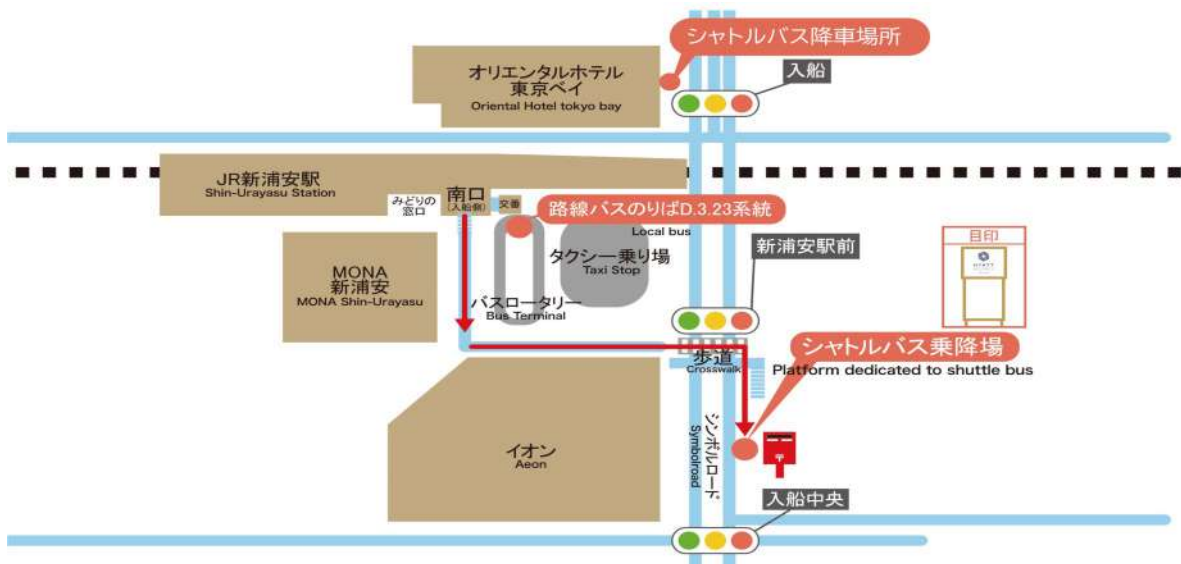 シャトルバス降車場所
オリエンタルホテル
東京ベイ
Oriental Hotel tokyo bay
入船
JR新浦安駅
Shin-Urayasu Station
みどりの
窓口
南口
(入船側)
交番
路線バスのりばD.3.23系統
Local bus
タクシー乗り場
Taxi Stop
新浦安駅前
目印
HYATT
MONA
新浦安
MONA Shin-Urayasu
バスロータリー
Bus Terminal
歩道
Crosswalk
シャトルバス乗降場
Platform dedicated to shuttle bus
イオン
Aeon
シンボルロード
Symbolroad
〒
入船中央